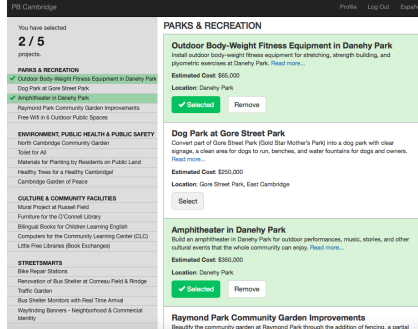 PB Cambridge
Profile Log Out Españ
You have selected
2 / 5
projects.
PARKS & RECREATION
Outdoor Body-Weight Fitness Equipment in Danehy Park
Dog Park at Gore Street Park
Amphitheater in Danehy Park
Raymond Park Community Garden Improvements
Free Wifi in 6 Outdoor Public Spaces
ENVIRONMENT, PUBLIC HEALTH & PUBLIC SAFETY
North Cambridge Community Garden
Toilet for All
Materials for Planting by Residents on Public Land
Healthy Trees for a Healthy Cambridge!
Cambridge Garden of Peace
CULTURE & COMMUNITY FACILITIES
Mural Project at Russell Field
Furniture for the O'Connell Library
Bilingual Books for Children Learning English
Computers for the Community Learning Center (CLC)
Little Free Libraries (Book Exchanges)
STREETSMARTS
Bike Repair Stations
Renovation of Bus Shelter at Comeau Field & Rindge
Traffic Garden
Bus Shelter Monitors with Real Time Arrival
Wayfinding Banners - Neighborhood & Commercial
Identity
PARKS & RECREATION
Outdoor Body-Weight Fitness Equipment in Danehy Park
Install outdoor body-weight fitness equipment for stretching, strength building, and
plyometric exercises at Danehy Park. Read more...
Estimated Cost: $65,000
Location: Danehy Park
Selected Remove
Dog Park at Gore Street Park
Convert part of Gore Street Park (Gold Star Mother's Park) into a dog park with clear
signage, a clean area for dogs to run, benches, and water fountains for dogs and owners.
Read more...
Estimated Cost: $250,000
Location: Gore Street Park, East Cambridge
Select
Amphitheater in Danehy Park
Build an amphitheater in Danehy Park for outdoor performances, music, stories, and other
cultural events that the whole community can enjoy. Read more...
Estimated Cost: $350,000
Location: Danehy Park
Selected Remove
Raymond Park Community Garden Improvements
Beautify the community garden at Raymond Park through the addition of fencing, a partial